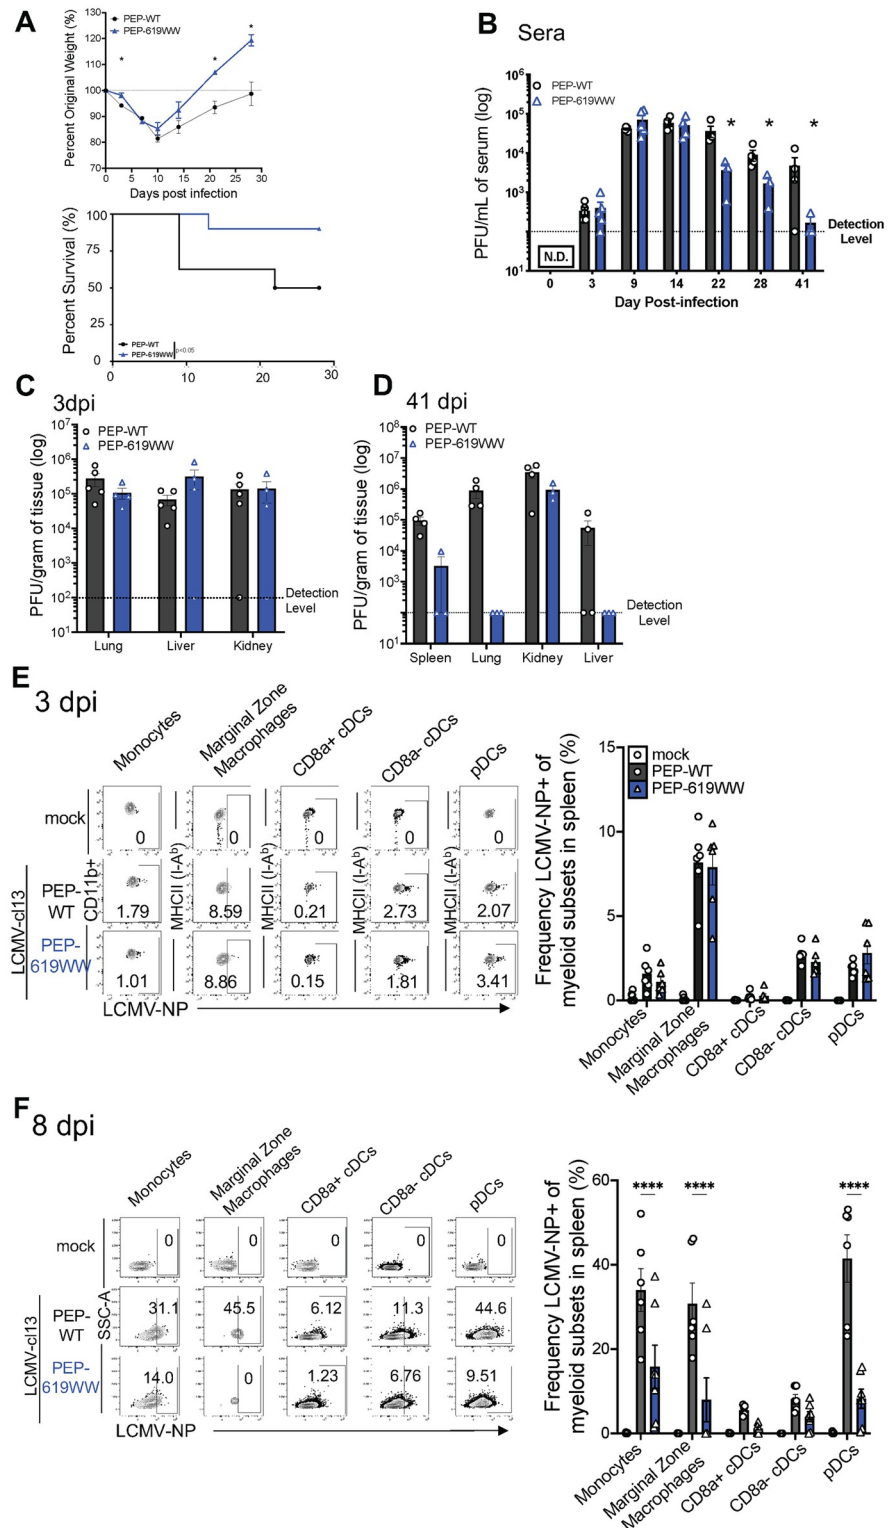 A
Percent Original Weight (%)
130
120
110
100
90
80
70
PEP-WT
PEP-619WW
*
*
*
0 5 10 15 20 25 30
Days post infection
Percent Survival (%)
100
75
50
25
0
PEP-WT
PEP-619WW
p<0.05
0 10 20 30
B
Sera
PFU/mL of serum (log)
10^6
10^5
10^4
10^3
10^1
PEP-WT
PEP-619WW
* * *
Detection
Level
N.D.
0 3 9 14 22 28 41
Day Post-infection
C
3dpi
PFU/gram of tissue (log)
10^7
10^6
10^5
10^4
10^3
10^2
10^1
PEP-WT
PEP-619WW
Detection
Level
Lung Liver Kidney
D
41 dpi
PFU/gram of tissue (log)
10^8
10^7
10^6
10^5
10^4
10^3
10^1
PEP-WT
PEP-619WW
Detection
Level
Spleen Lung Kidney Liver
E
3 dpi
Monocytes
Marginal Zone
Macrophages
CD8a+ cDCs
CD8a- cDCs
pDCs
mock
0 0 0 0 0
LCMV-cl13
PEP-
WT
1.79 8.59 0.21 2.73 2.07
PEP-
619WW
1.01 8.86 0.15 1.81 3.41
CD11b+
MHCII (I-A^b)
MHCII (I-A^b)
MHCII (I-A^b)
MHCII (I-A^b)
LCMV-NP
Frequency LCMV-NP+ of
myeloid subsets in spleen (%)
15
10
5
0
mock
PEP-WT
PEP-619WW
Monocytes
Marginal Zone
Macrophages
CD8a+ cDCs
CD8a- cDCs
pDCs
F
8 dpi
Monocytes
Marginal Zone
Macrophages
CD8a+ cDCs
CD8a- cDCs
pDCs
mock
0 0 0 0 0
LCMV-cl13
PEP-
WT
31.1 45.5 6.12 11.3 44.6
PEP-
619WW
14.0 0 1.23 6.76 9.51
SSC-A
LCMV-NP
Frequency LCMV-NP+ of
myeloid subsets in spleen (%)
60
40
20
0
**** **** ****
Monocytes
Marginal Zone
Macrophages
CD8a+ cDCs
CD8a- cDCs
pDCs